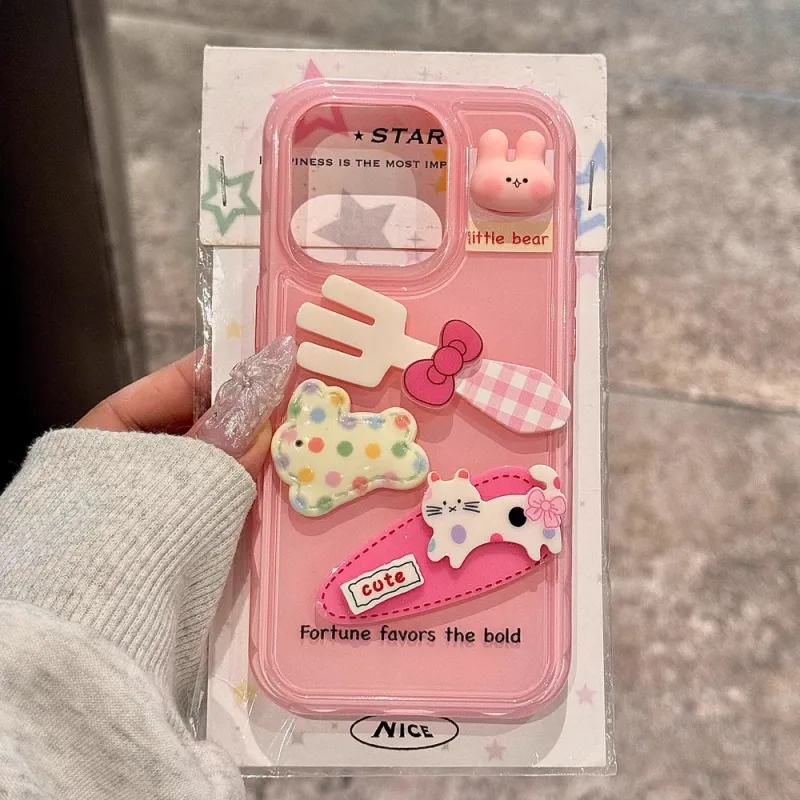 STAR
PINESS IS THE MOST IMP
little bear
cute
Fortune favors the bold
NICE